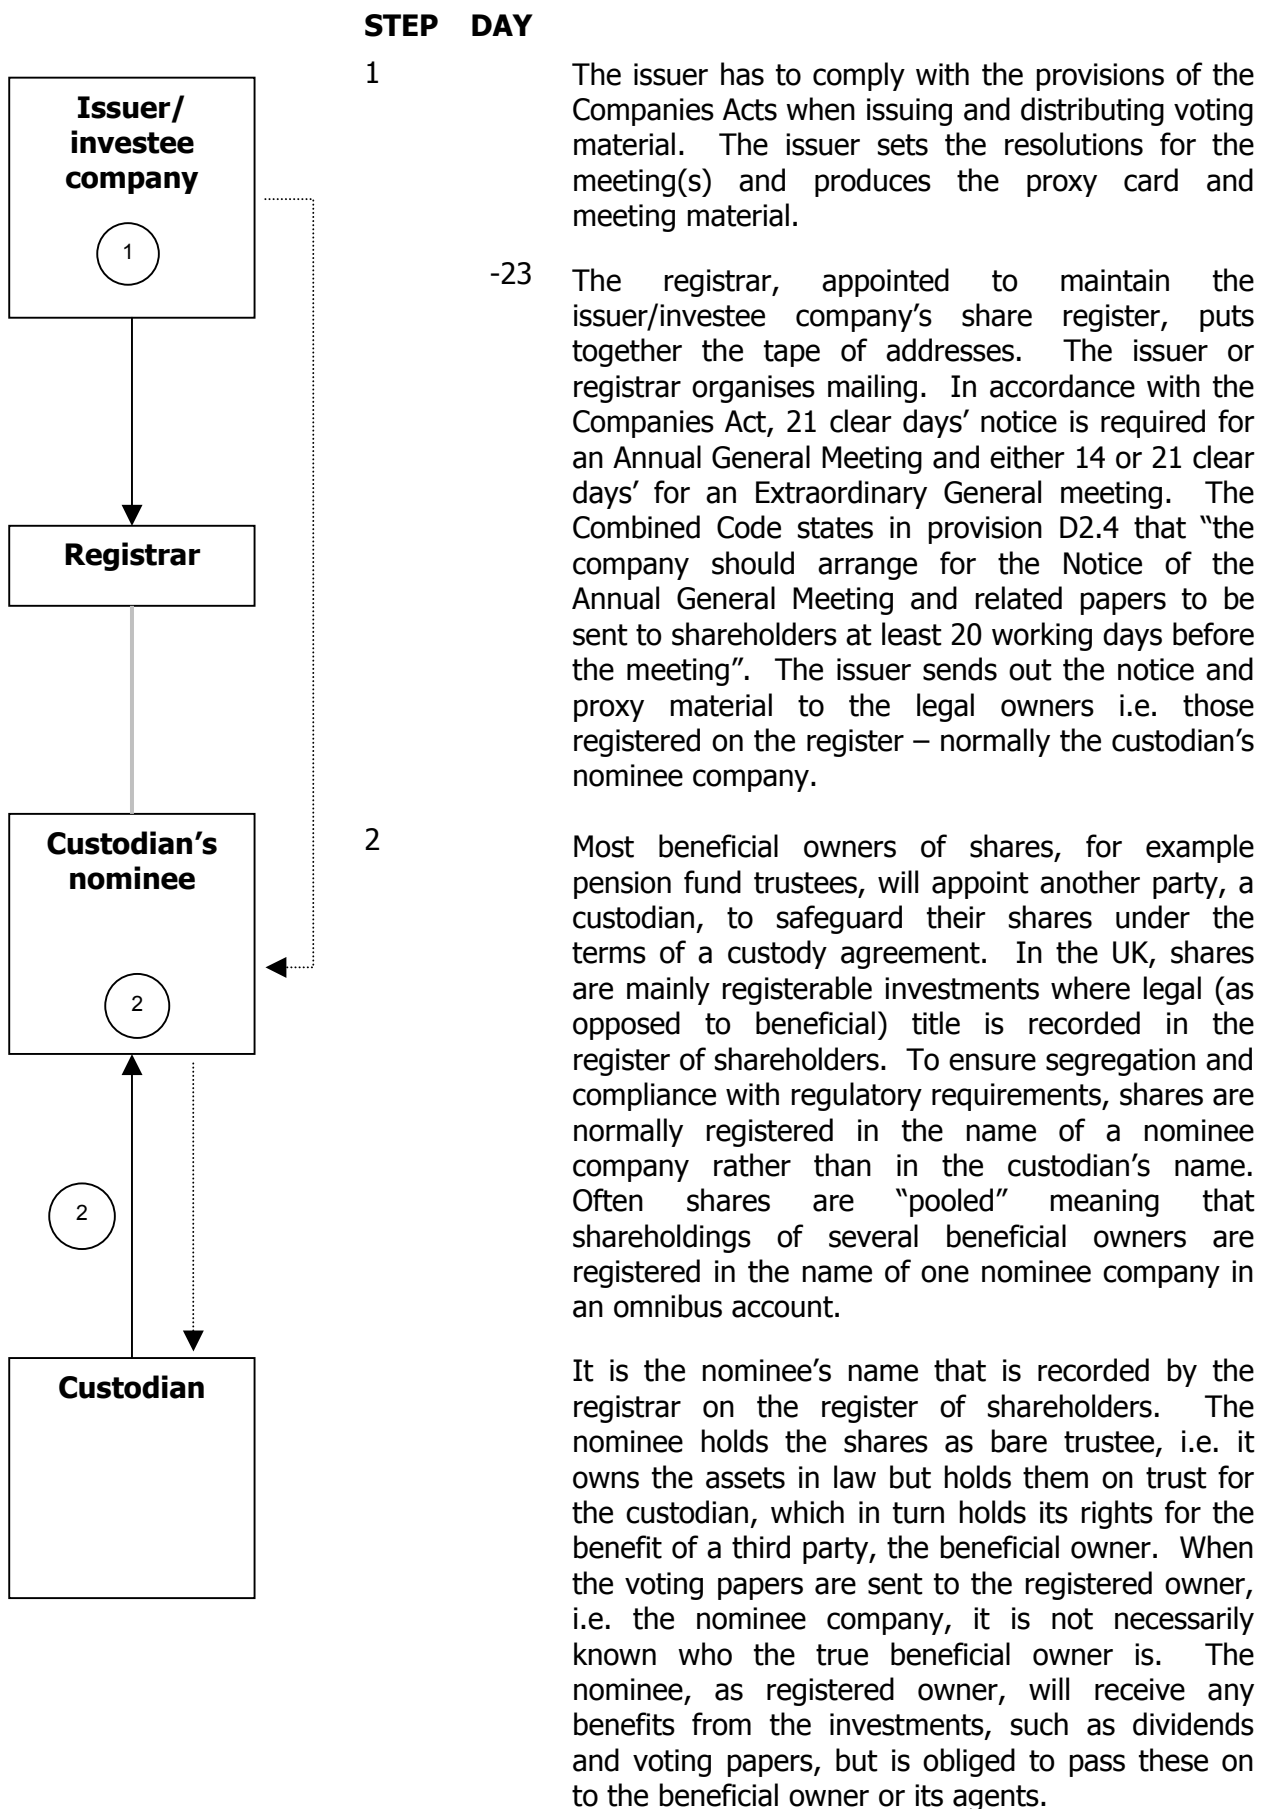 STEP DAY
Issuer/
investee
company
1
1
The issuer has to comply with the provisions of the
Companies Acts when issuing and distributing voting
material. The issuer sets the resolutions for the
meeting(s) and produces the proxy card and
meeting material.
-23
The registrar, appointed to maintain the
issuer/investee company’s share register, puts
together the tape of addresses. The issuer or
registrar organises mailing. In accordance with the
Companies Act, 21 clear days’ notice is required for
an Annual General Meeting and either 14 or 21 clear
days’ for an Extraordinary General meeting. The
Combined Code states in provision D2.4 that “the
company should arrange for the Notice of the
Annual General Meeting and related papers to be
sent to shareholders at least 20 working days before
the meeting”. The issuer sends out the notice and
proxy material to the legal owners i.e. those
registered on the register – normally the custodian’s
nominee company.
Registrar
Custodian’s
nominee
2
2
Most beneficial owners of shares, for example
pension fund trustees, will appoint another party, a
custodian, to safeguard their shares under the
terms of a custody agreement. In the UK, shares
are mainly registerable investments where legal (as
opposed to beneficial) title is recorded in the
register of shareholders. To ensure segregation and
compliance with regulatory requirements, shares are
normally registered in the name of a nominee
company rather than in the custodian’s name.
Often shares are “pooled” meaning that
shareholdings of several beneficial owners are
registered in the name of one nominee company in
an omnibus account.
2
Custodian
It is the nominee’s name that is recorded by the
registrar on the register of shareholders. The
nominee holds the shares as bare trustee, i.e. it
owns the assets in law but holds them on trust for
the custodian, which in turn holds its rights for the
benefit of a third party, the beneficial owner. When
the voting papers are sent to the registered owner,
i.e. the nominee company, it is not necessarily
known who the true beneficial owner is. The
nominee, as registered owner, will receive any
benefits from the investments, such as dividends
and voting papers, but is obliged to pass these on
to the beneficial owner or its agents.